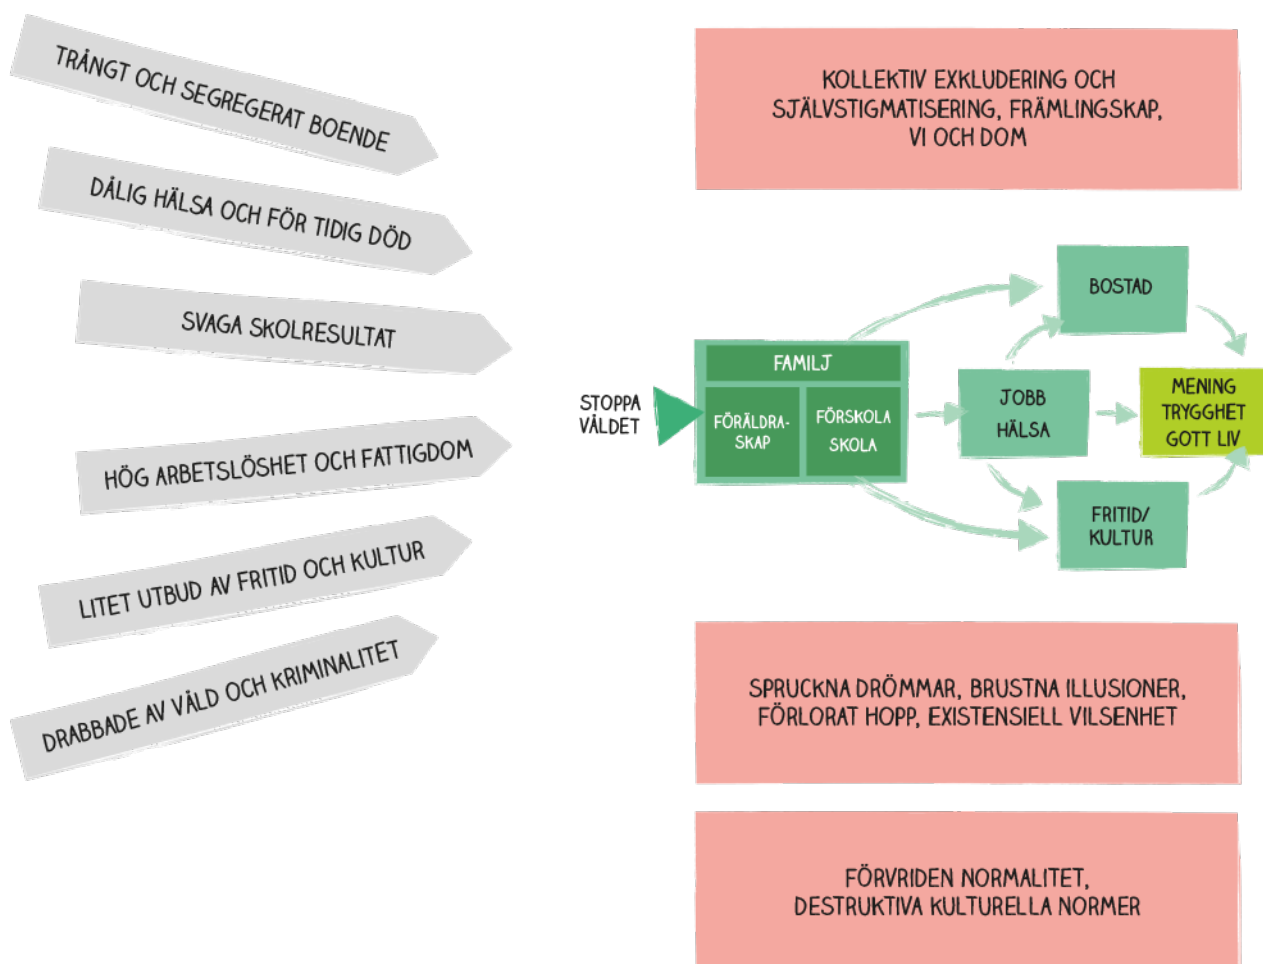 TRÅNGT OCH SEGREGERAT BOENDE
DÅLIG HÄLSA OCH FÖR TIDIG DÖD
SVAGA SKOLRESULTAT
HÖG ARBETSLÖSHET OCH FATTIGDOM
LITET UTBUD AV FRITID OCH KULTUR
DRABBADE AV VÅLD OCH KRIMINALITET
KOLLEKTIV EXKLUDERING OCH
SJÄLVSTIGMATISERING, FRÄMLINGSKAP,
VI OCH DOM
STOPPA
VÅLDET
FAMILJ
FÖRÄLDRA-
SKAP
FÖRSKOLA
SKOLA
BOSTAD
JOBB
HÄLSA
FRITID/
KULTUR
MENING
TRYGGHET
GOTT LIV
SPRUCKNA DRÖMMAR, BRUSTNA ILLUSIONER,
FÖRLORAT HOPP, EXISTENSIELL VILSENHET
FÖRVRIDEN NORMALITET,
DESTRUKTIVA KULTURELLA NORMER